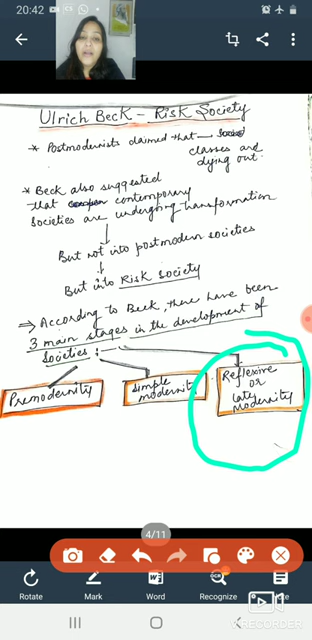 20:42
Ulrich Beck - Risk Society
* Postmodernists claimed that - 
classes are
dying out.
* Beck also suggested
that contemporary
Societies are undergoing transformation
But not into postmodern societies
But into Risk Society
⇒ According to Beck, there have been
3 main stages in the development of
Societies :-
Premodernity
Simple
modernity
Reflexive
or
late
modernity
4/11
Rotate
Mark
W
Word
OCR
Recognize
RECORDER